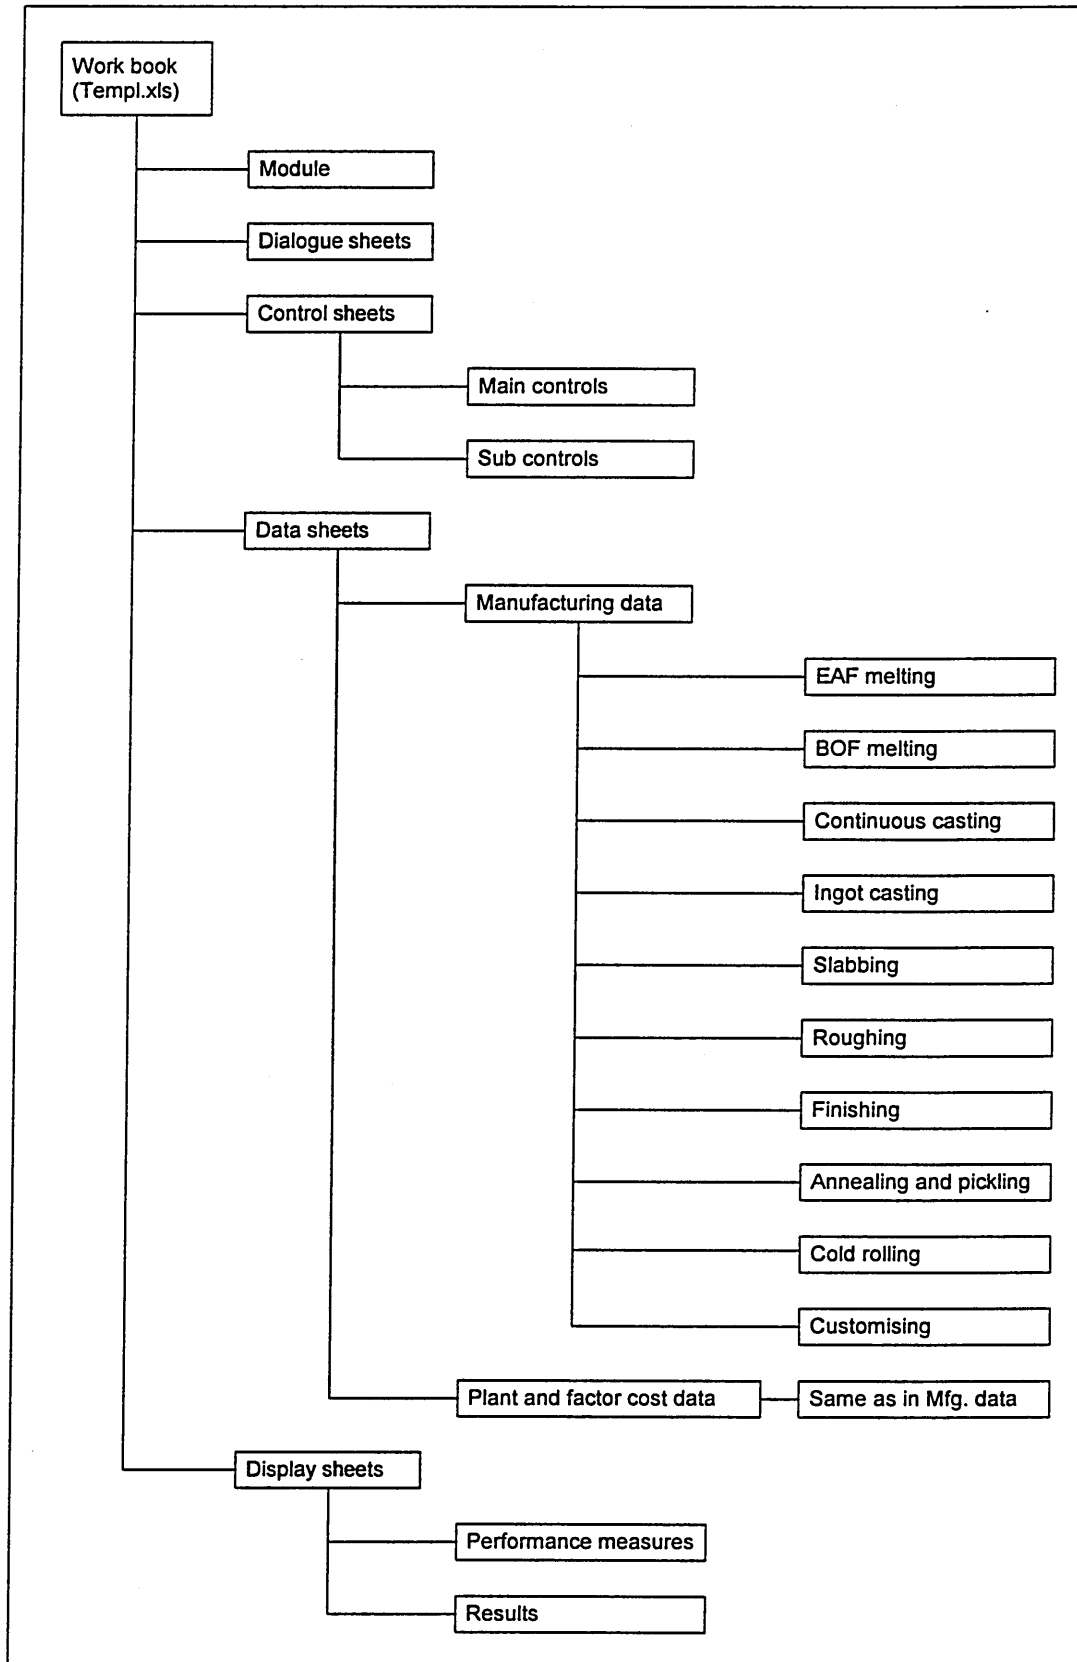 Work book
(Templ.xls)
Module
Dialogue sheets
Control sheets
Main controls
Sub controls
Data sheets
Manufacturing data
EAF melting
BOF melting
Continuous casting
Ingot casting
Slabbing
Roughing
Finishing
Annealing and pickling
Cold rolling
Customising
Plant and factor cost data
Same as in Mfg. data
Display sheets
Performance measures
Results